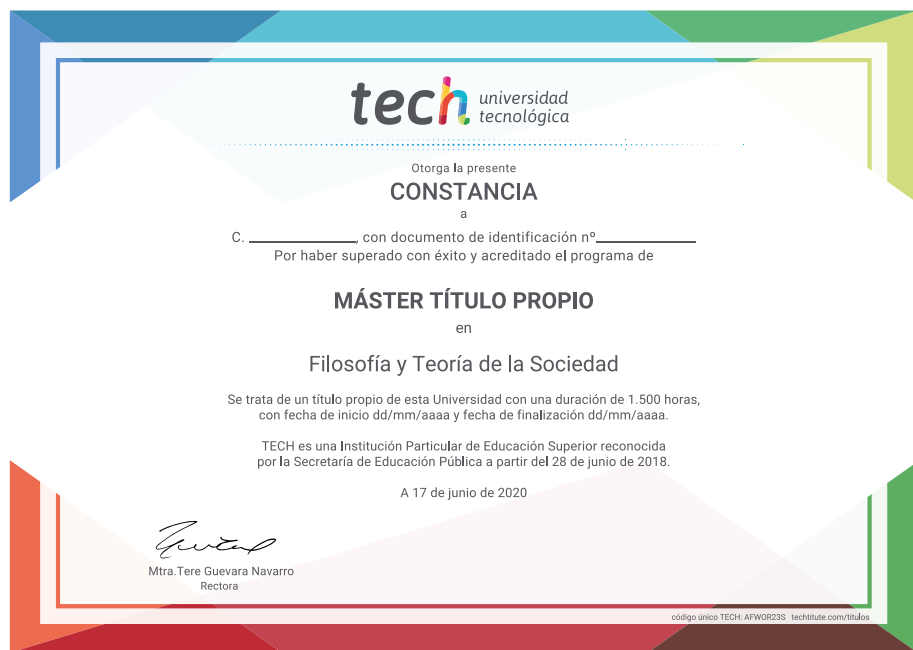 tech universidad
tecnológica
Otorga la presente
CONSTANCIA
a
C. ____________, con documento de identificación nº____________
Por haber superado con éxito y acreditado el programa de
MÁSTER TÍTULO PROPIO
en
Filosofía y Teoría de la Sociedad
Se trata de un título propio de esta Universidad con una duración de 1.500 horas,
con fecha de inicio dd/mm/aaaa y fecha de finalización dd/mm/aaaa.
TECH es una Institución Particular de Educación Superior reconocida
por la Secretaría de Educación Pública a partir del 28 de junio de 2018.
A 17 de junio de 2020
Mtra.Tere Guevara Navarro
Rectora
código único TECH: AFWOR23S techtitute.com/titulos